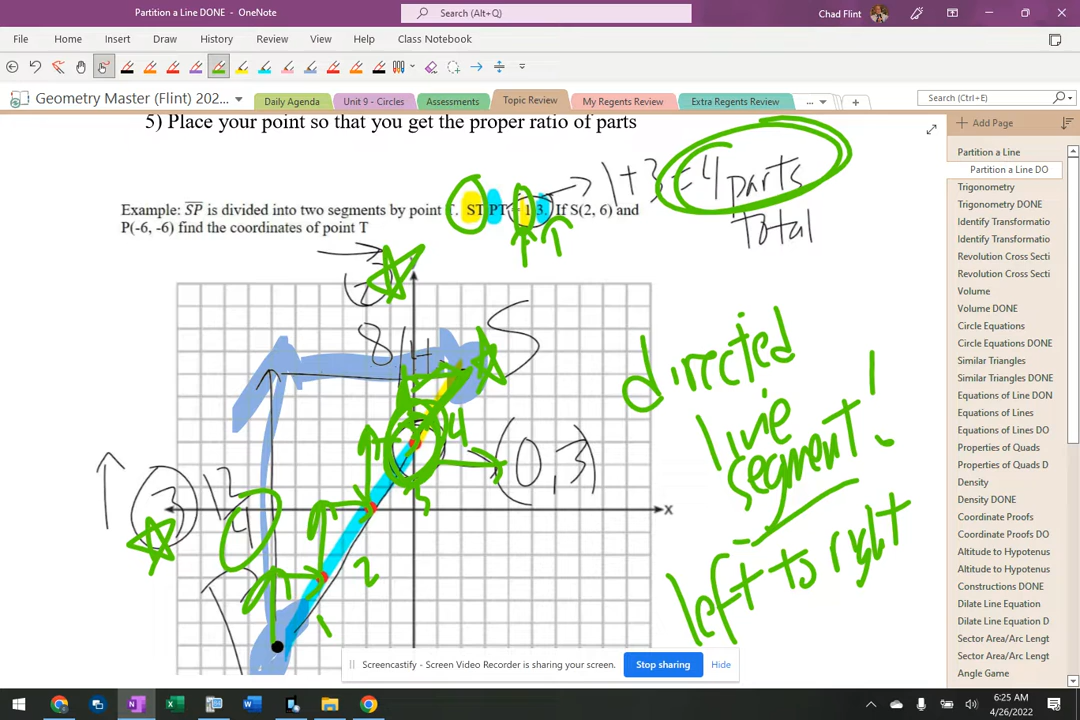 Partition a Line DONE - OneNote
Search (Alt+Q)
Chad Flint
File Home Insert Draw History Review View Help Class Notebook
Geometry Master (Flint) 202...
Daily Agenda
Unit 9 - Circles
Assessments
Topic Review
My Regents Review
Extra Regents Review
...
Search (Ctrl+E)
5) Place your point so that you get the proper ratio of parts
1+3=4 parts
Total
Example: SP is divided into two segments by point T. ST:PT = 1:3. If S(2, 6) and
P(-6, -6) find the coordinates of point T
8/4
S
directed
line
segment!
left to right
(0,3)
3
12/4
1
2
3
4
x
Add Page
Partition a Line
Partition a Line DO
Trigonometry
Trigonometry DONE
Identify Transformatio
Identify Transformatio
Revolution Cross Secti
Revolution Cross Secti
Volume
Volume DONE
Circle Equations
Circle Equations DONE
Similar Triangles
Similar Triangles DONE
Equations of Line DON
Equations of Lines
Equations of Lines DO
Properties of Quads
Properties of Quads D
Density
Density DONE
Coordinate Proofs
Coordinate Proofs DO
Altitude to Hypotenus
Altitude to Hypotenus
Constructions DONE
Dilate Line Equation
Dilate Line Equation D
Sector Area/Arc Lengt
Sector Area/Arc Lengt
Angle Game
Screencastify - Screen Video Recorder is sharing your screen.
Stop sharing
Hide
6:25 AM
4/26/2022